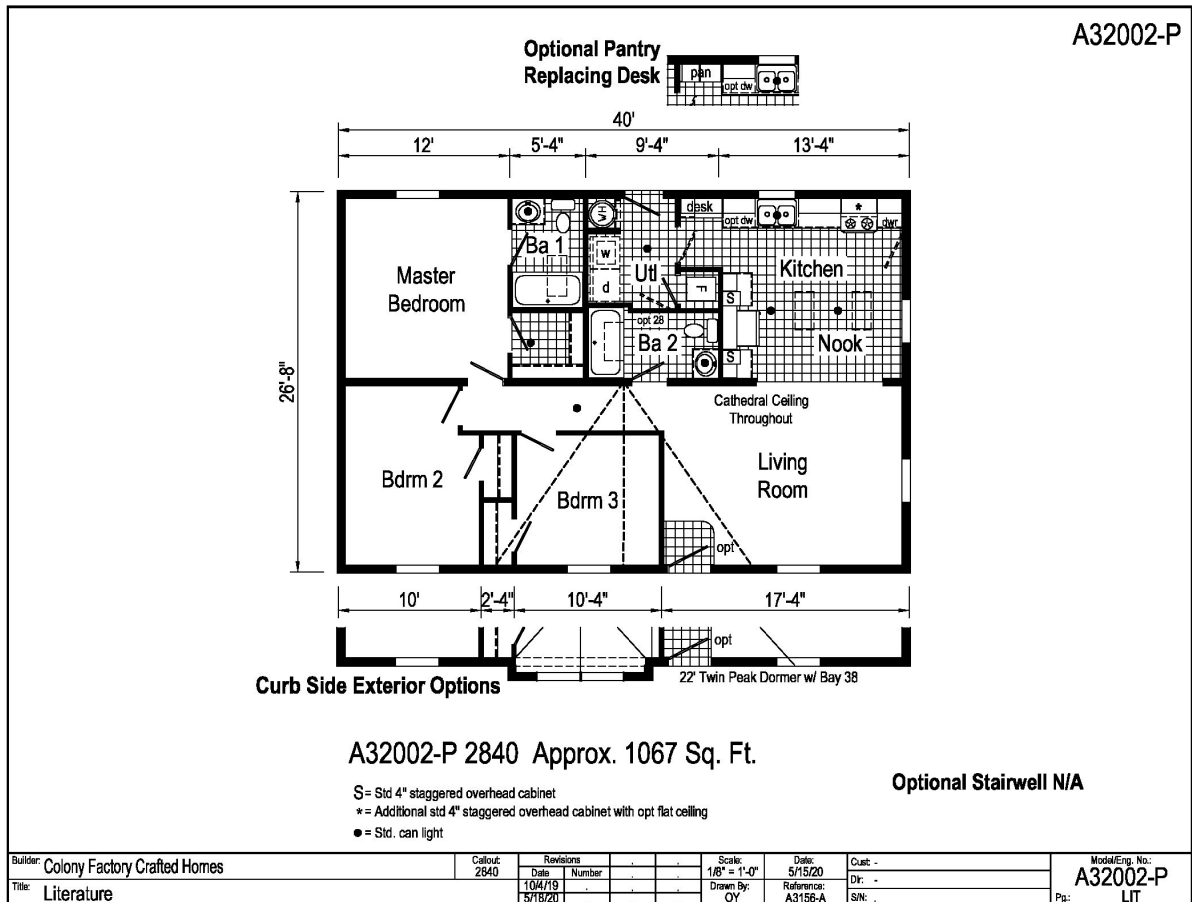 A32002-P
Optional Pantry
Replacing Desk
pan
opt dw
40'
12'
5'-4"
9'-4"
13'-4"
26'-8"
Master
Bedroom
Ba 1
WH
w
d
Utl
F
desk
opt dw
*
dwr
Kitchen
S
Nook
S
opt 28
Ba 2
Cathedral Ceiling
Throughout
Bdrm 2
Bdrm 3
Living
Room
opt
10'
2'-4"
10'-4"
17'-4"
opt
22' Twin Peak Dormer w/ Bay 38
Curb Side Exterior Options
A32002-P 2840 Approx. 1067 Sq. Ft.
S = Std 4" staggered overhead cabinet
* = Additional std 4" staggered overhead cabinet with opt flat ceiling
● = Std. can light
Optional Stairwell N/A
Builder: Colony Factory Crafted Homes
Title: Literature
Callout:
2840
Revisions
Date Number
10/4/19
5/18/20
Scale:
1/8" = 1'-0"
Drawn By:
OY
Date:
5/15/20
Reference:
A3156-A
Cust: -
Dir: -
S/N: .
Model/Eng. No.:
A32002-P
Pg.: LIT